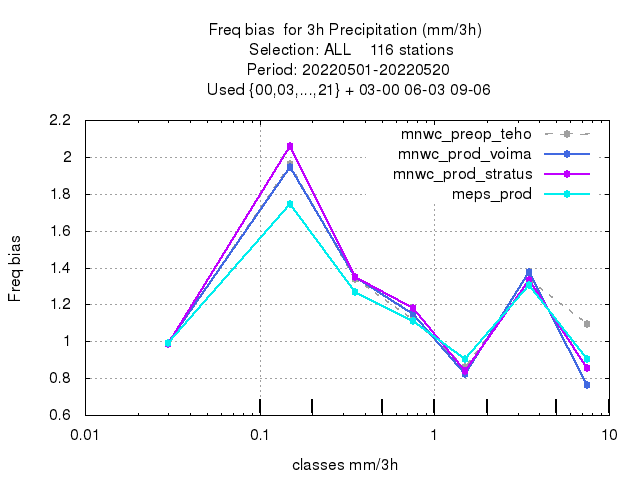 Freq bias  for 3h Precipitation (mm/3h)
Selection: ALL    116 stations
Period: 20220501-20220520
Used {00,03,...,21} + 03-00 06-03 09-06
mnwc_preop_teho
mnwc_prod_voima
mnwc_prod_stratus
meps_prod
2.2
2
1.8
1.6
1.4
1.2
1
0.8
0.6
Freq bias
0.01 0.1 1 10
classes mm/3h